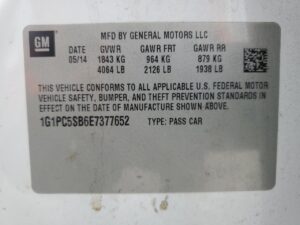 GM
MFD BY GENERAL MOTORS LLC
DATE GVWR GAWR FRT GAWR RR
05/14 1843 KG 964 KG 879 KG
4064 LB 2126 LB 1938 LB
THIS VEHICLE CONFORMS TO ALL APPLICABLE U.S. FEDERAL MOTOR
VEHICLE SAFETY, BUMPER, AND THEFT PREVENTION STANDARDS IN
EFFECT ON THE DATE OF MANUFACTURE SHOWN ABOVE.
1G1PC5SB6E7377652 TYPE: PASS CAR